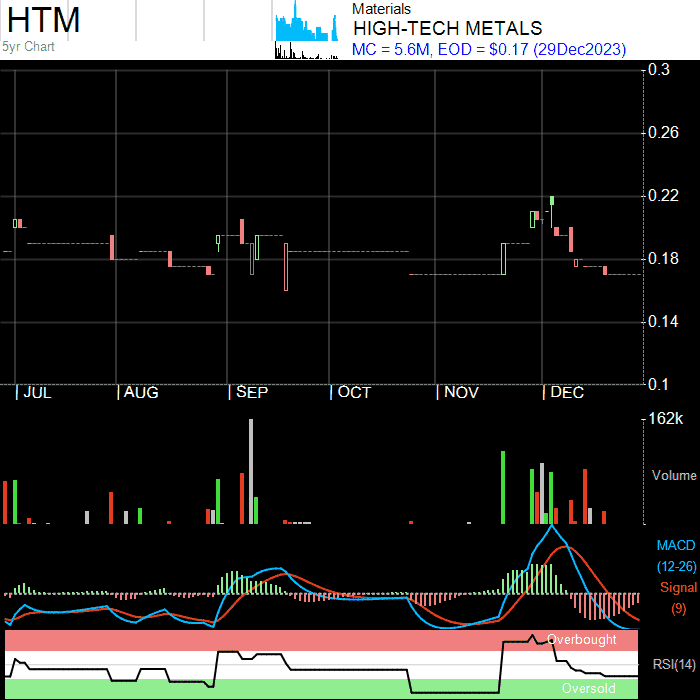 HTM
5yr Chart
Materials
HIGH-TECH METALS
MC = 5.6M, EOD = $0.17 (29Dec2023)
0.3
0.26
0.22
0.18
0.14
0.1
JUL AUG SEP OCT NOV DEC
162k
Volume
MACD
(12-26)
Signal
(9)
Overbought
RSI(14)
Oversold